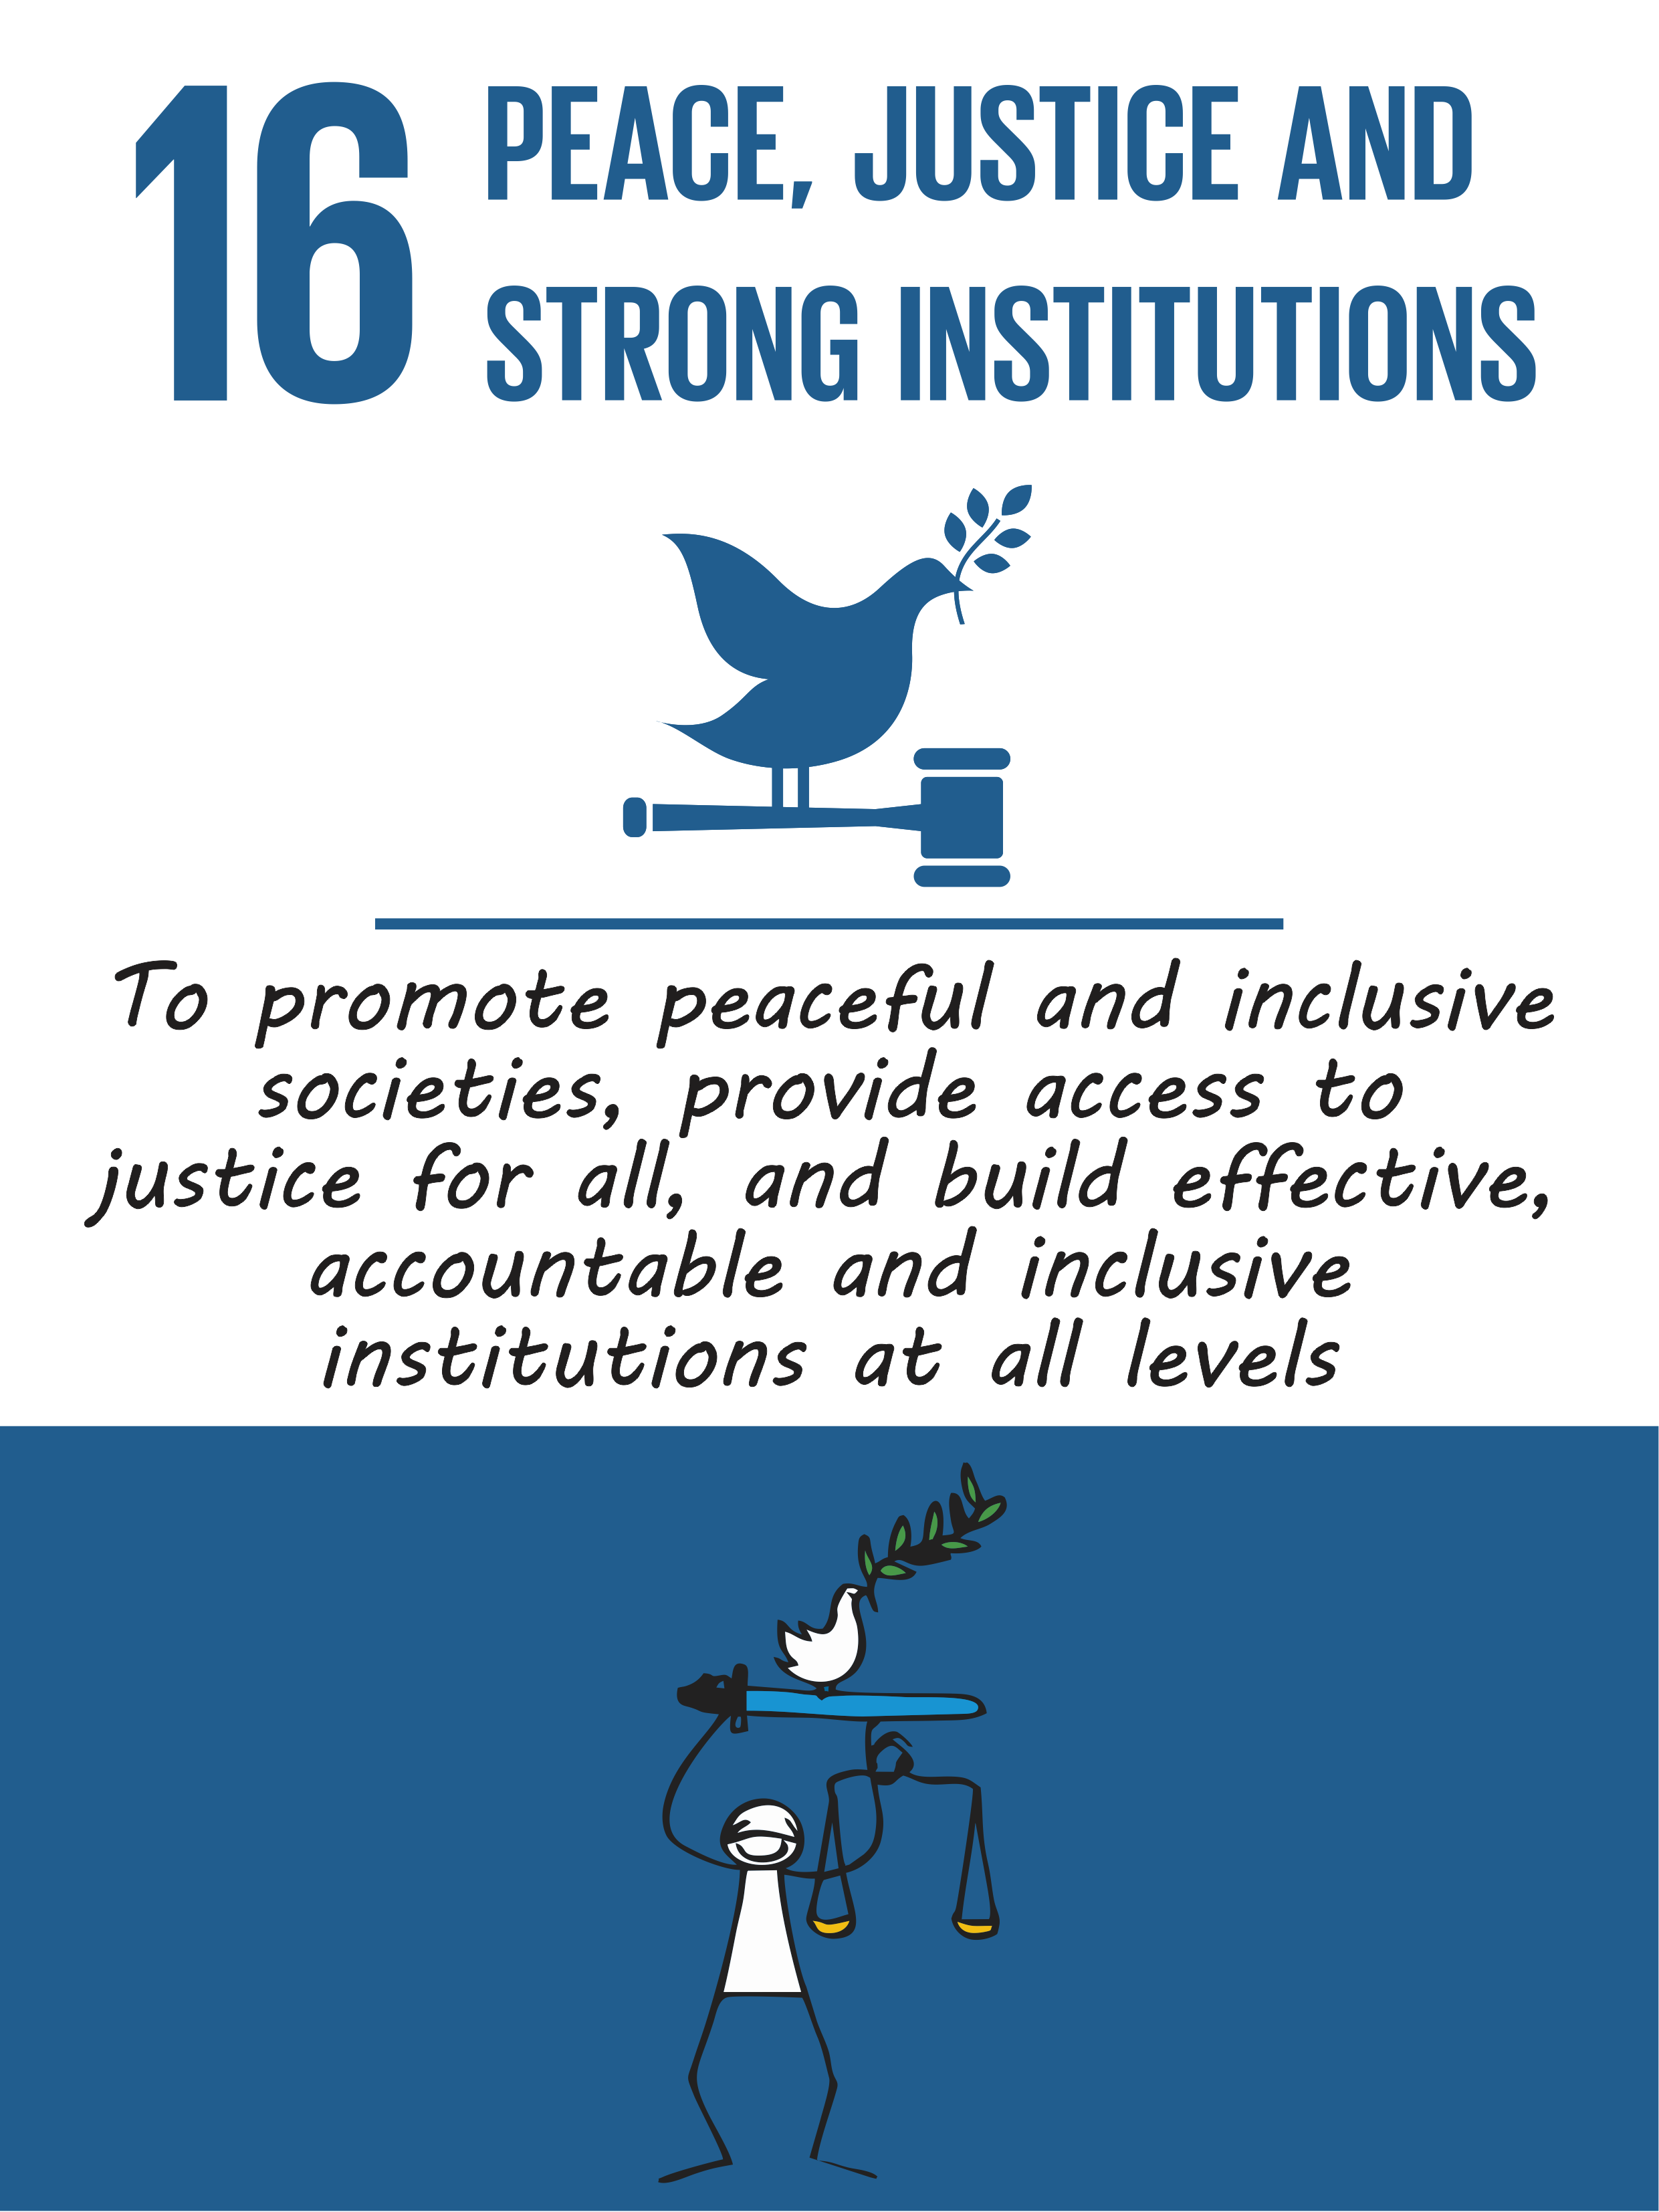 16 PEACE, JUSTICE AND
STRONG INSTITUTIONS
To promote peaceful and inclusive
societies, provide access to
justice for all, and build effective,
accountable and inclusive
institutions at all levels